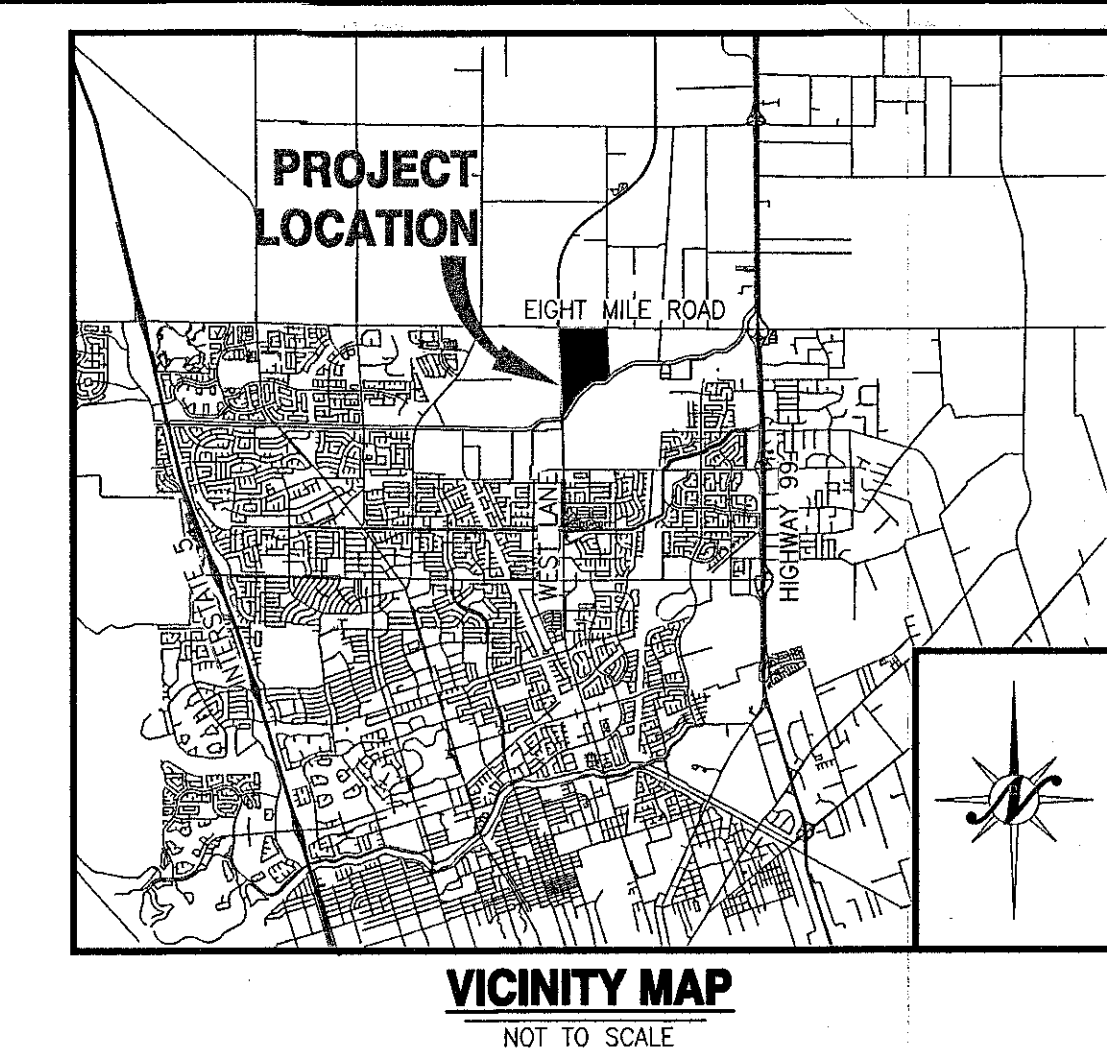 PROJECT
LOCATION
EIGHT MILE ROAD
WEST LANE
HIGHWAY 99
INTERSTATE 5
N
VICINITY MAP
NOT TO SCALE